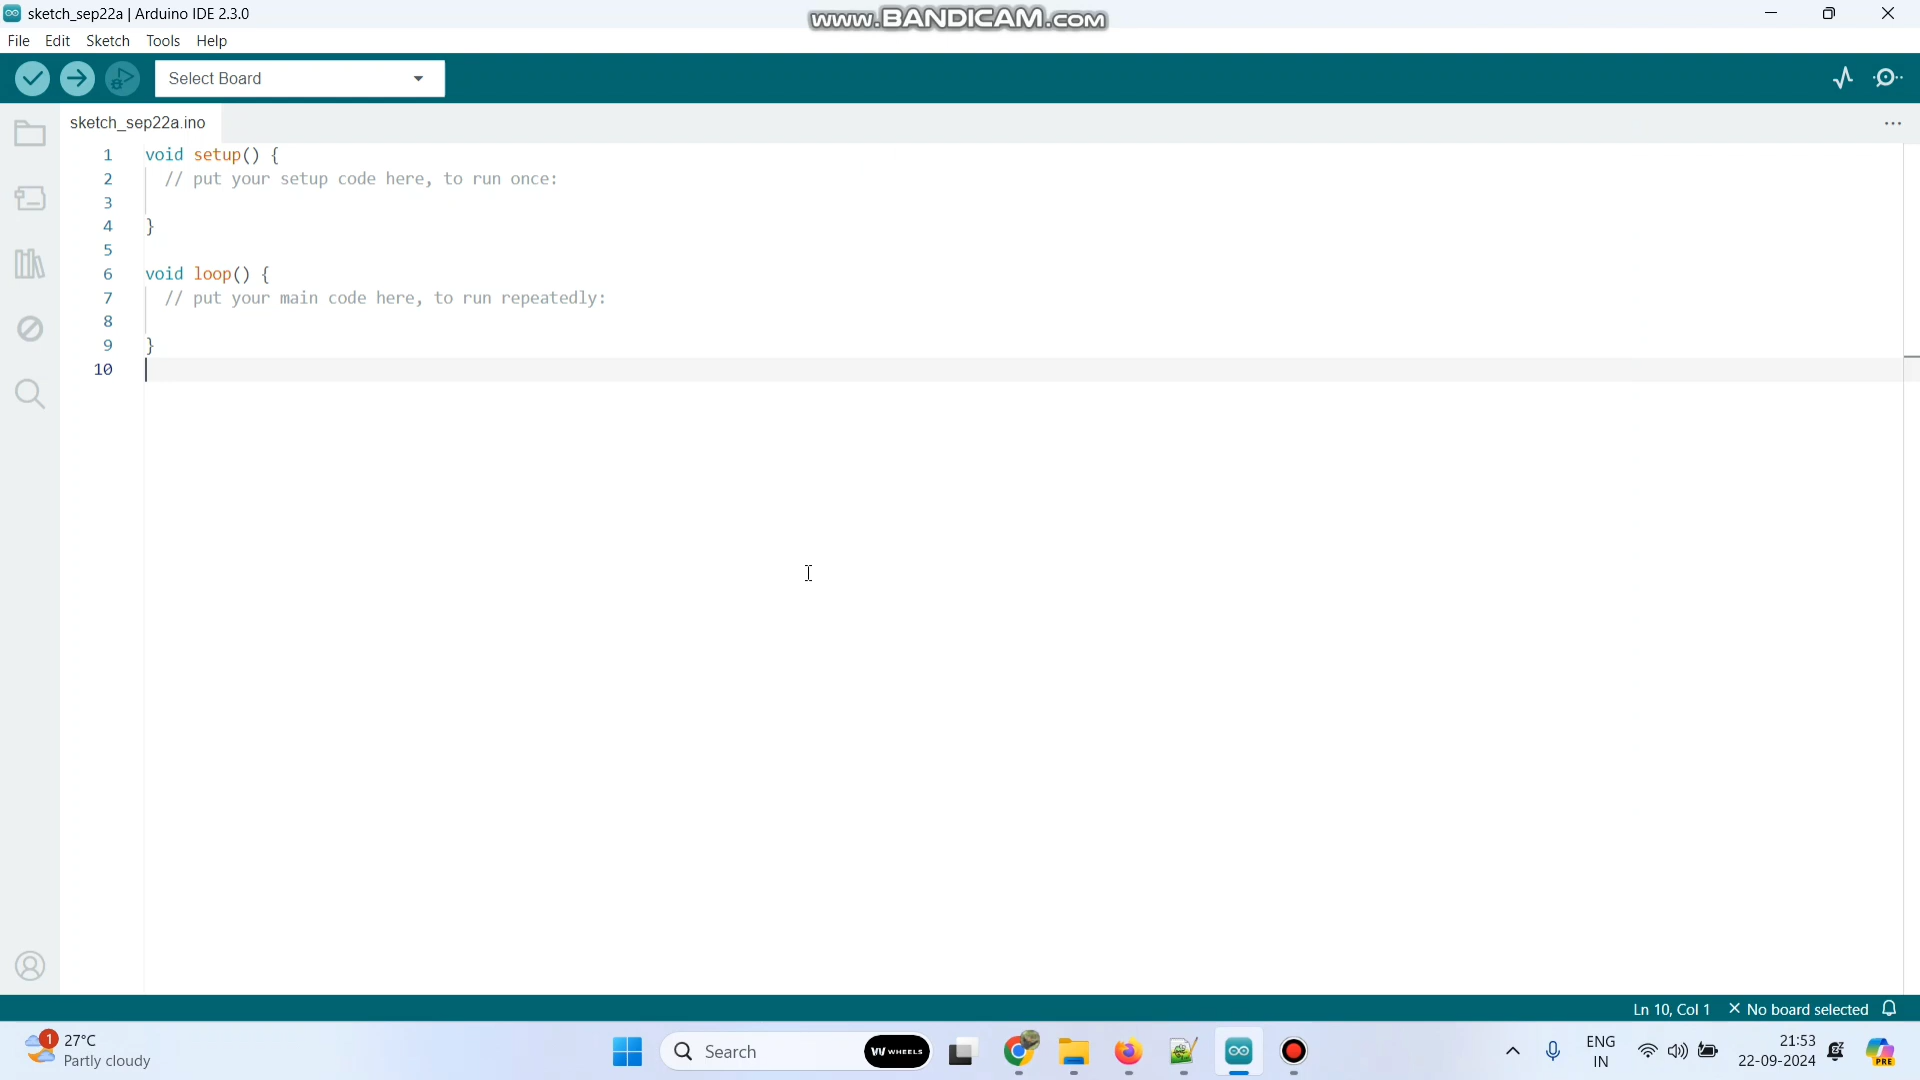 sketch_sep22a | Arduino IDE 2.3.0
www.BANDICAM.com
File Edit Sketch Tools Help
Select Board
sketch_sep22a.ino
1 void setup() {
2 // put your setup code here, to run once:
3
4 }
5
6 void loop() {
7 // put your main code here, to run repeatedly:
8
9 }
10
Ln 10, Col 1 × No board selected
1
27°C
Partly cloudy
Search
WHEELS
ENG
IN
21:53
22-09-2024
PRE